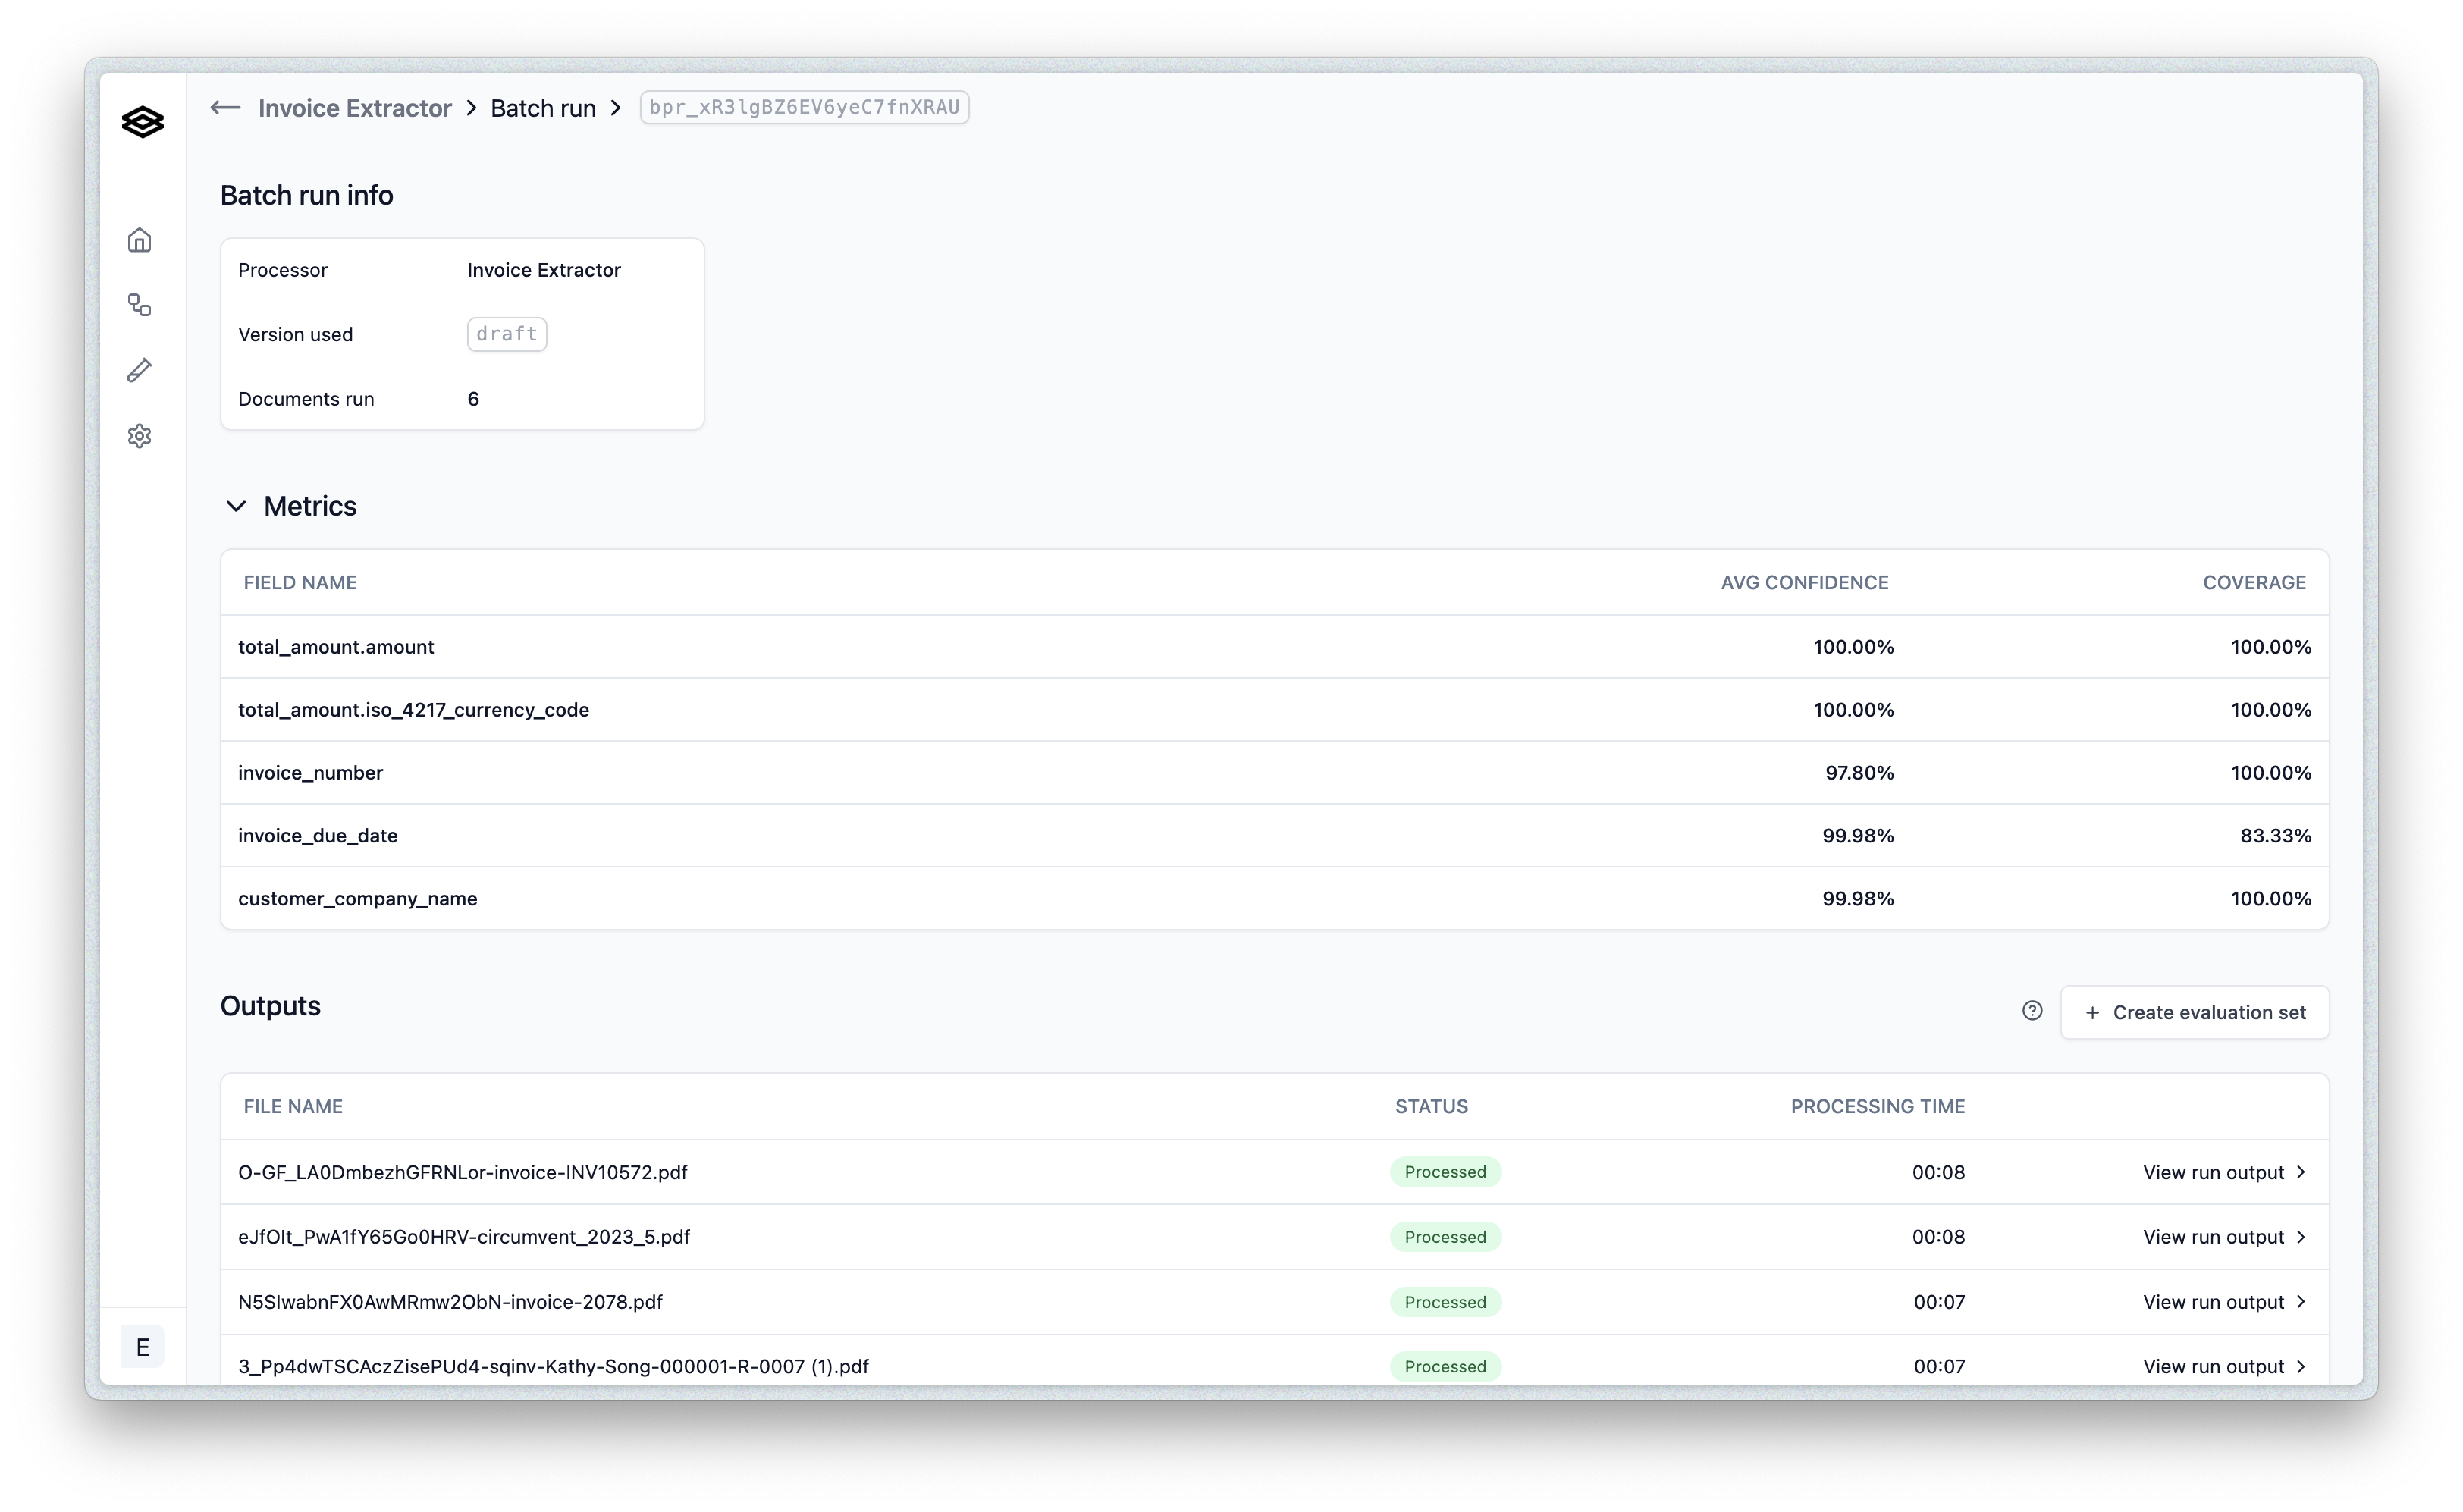 Invoice Extractor > Batch run > bpr_xR3lgBZ6EV6yeC7fnXRAU
Batch run info
Processor Invoice Extractor
Version used draft
Documents run 6
Metrics
FIELD NAME AVG CONFIDENCE COVERAGE
total_amount.amount 100.00% 100.00%
total_amount.iso_4217_currency_code 100.00% 100.00%
invoice_number 97.80% 100.00%
invoice_due_date 99.98% 83.33%
customer_company_name 99.98% 100.00%
Outputs ? + Create evaluation set
FILE NAME STATUS PROCESSING TIME
O-GF_LA0DmbezhGFRNLor-invoice-INV10572.pdf Processed 00:08 View run output >
eJfOIt_PwA1fY65Go0HRV-circumvent_2023_5.pdf Processed 00:08 View run output >
N5SIwabnFX0AwMRmw2ObN-invoice-2078.pdf Processed 00:07 View run output >
3_Pp4dwTSCAczZisePUd4-sqinv-Kathy-Song-000001-R-0007 (1).pdf Processed 00:07 View run output >
E